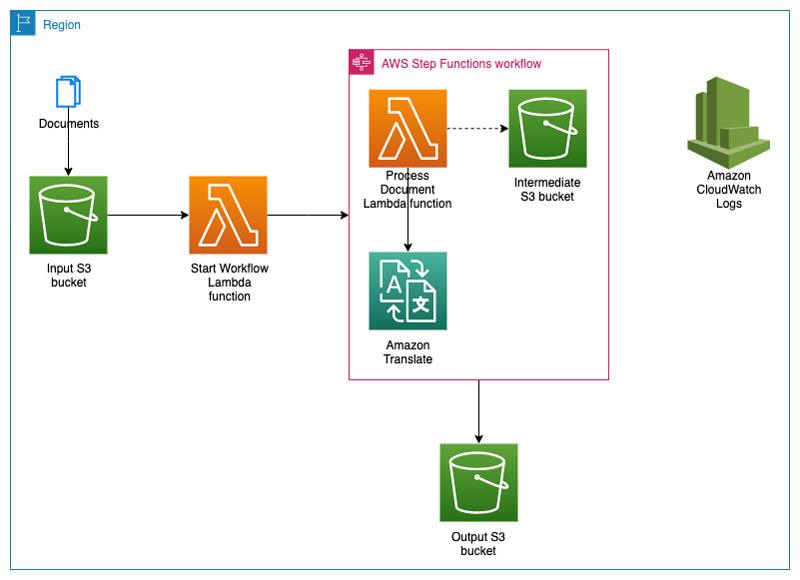 Region
AWS Step Functions workflow
Documents
Process
Document
Lambda function
Intermediate
S3 bucket
Amazon
CloudWatch
Logs
Input S3
bucket
Start Workflow
Lambda
function
A
文
Amazon
Translate
Output S3
bucket